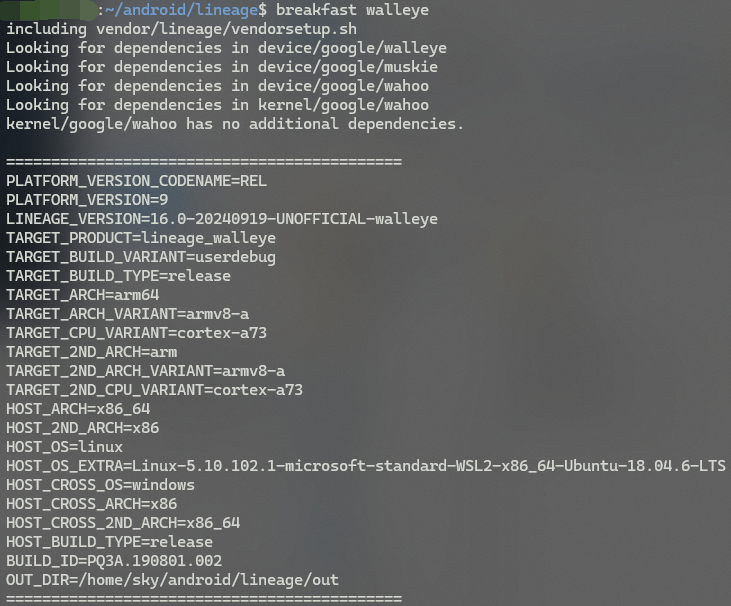 :~/android/lineage$ breakfast walleye
including vendor/lineage/vendorsetup.sh
Looking for dependencies in device/google/walleye
Looking for dependencies in device/google/muskie
Looking for dependencies in device/google/wahoo
Looking for dependencies in kernel/google/wahoo
kernel/google/wahoo has no additional dependencies.
============================================
PLATFORM_VERSION_CODENAME=REL
PLATFORM_VERSION=9
LINEAGE_VERSION=16.0-20240919-UNOFFICIAL-walleye
TARGET_PRODUCT=lineage_walleye
TARGET_BUILD_VARIANT=userdebug
TARGET_BUILD_TYPE=release
TARGET_ARCH=arm64
TARGET_ARCH_VARIANT=armv8-a
TARGET_CPU_VARIANT=cortex-a73
TARGET_2ND_ARCH=arm
TARGET_2ND_ARCH_VARIANT=armv8-a
TARGET_2ND_CPU_VARIANT=cortex-a73
HOST_ARCH=x86_64
HOST_2ND_ARCH=x86
HOST_OS=linux
HOST_OS_EXTRA=Linux-5.10.102.1-microsoft-standard-WSL2-x86_64-Ubuntu-18.04.6-LTS
HOST_CROSS_OS=windows
HOST_CROSS_ARCH=x86
HOST_CROSS_2ND_ARCH=x86_64
HOST_BUILD_TYPE=release
BUILD_ID=PQ3A.190801.002
OUT_DIR=/home/sky/android/lineage/out
============================================